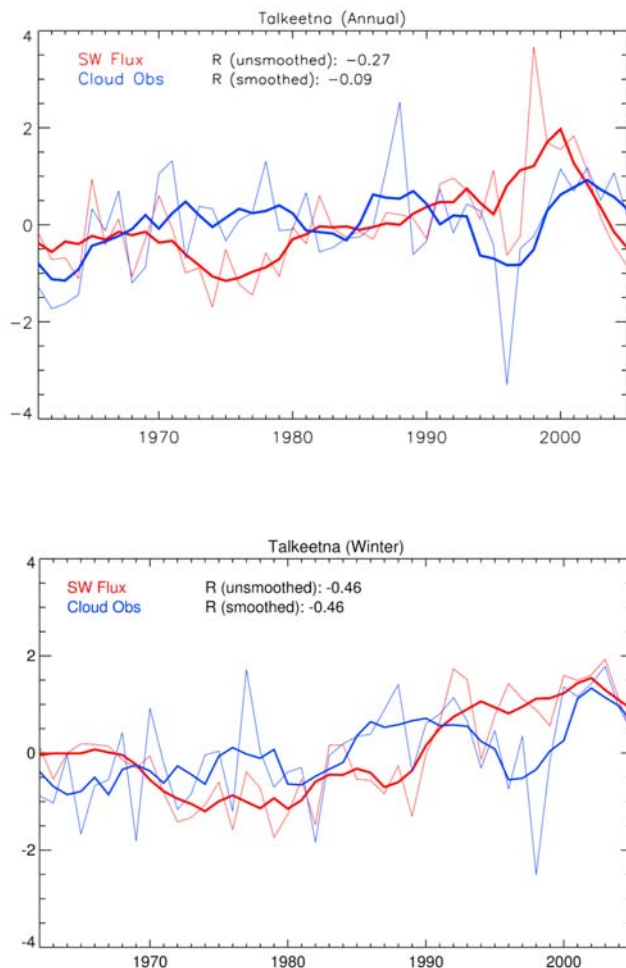 Talkeetna (Annual)
SW Flux R (unsmoothed): −0.27
Cloud Obs R (smoothed): −0.09
4
2
0
−2
−4
1970 1980 1990 2000
Talkeetna (Winter)
SW Flux R (unsmoothed): -0.46
Cloud Obs R (smoothed): -0.46
4
2
0
-2
-4
1970 1980 1990 2000